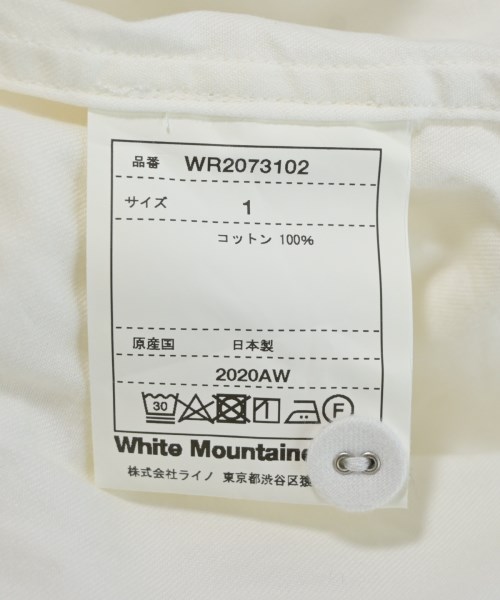 品番 WR2073102
サイズ 1
コットン 100%
原産国 日本製
2020AW
30 F
White Mountaine
株式会社ライノ 東京都渋谷区猿